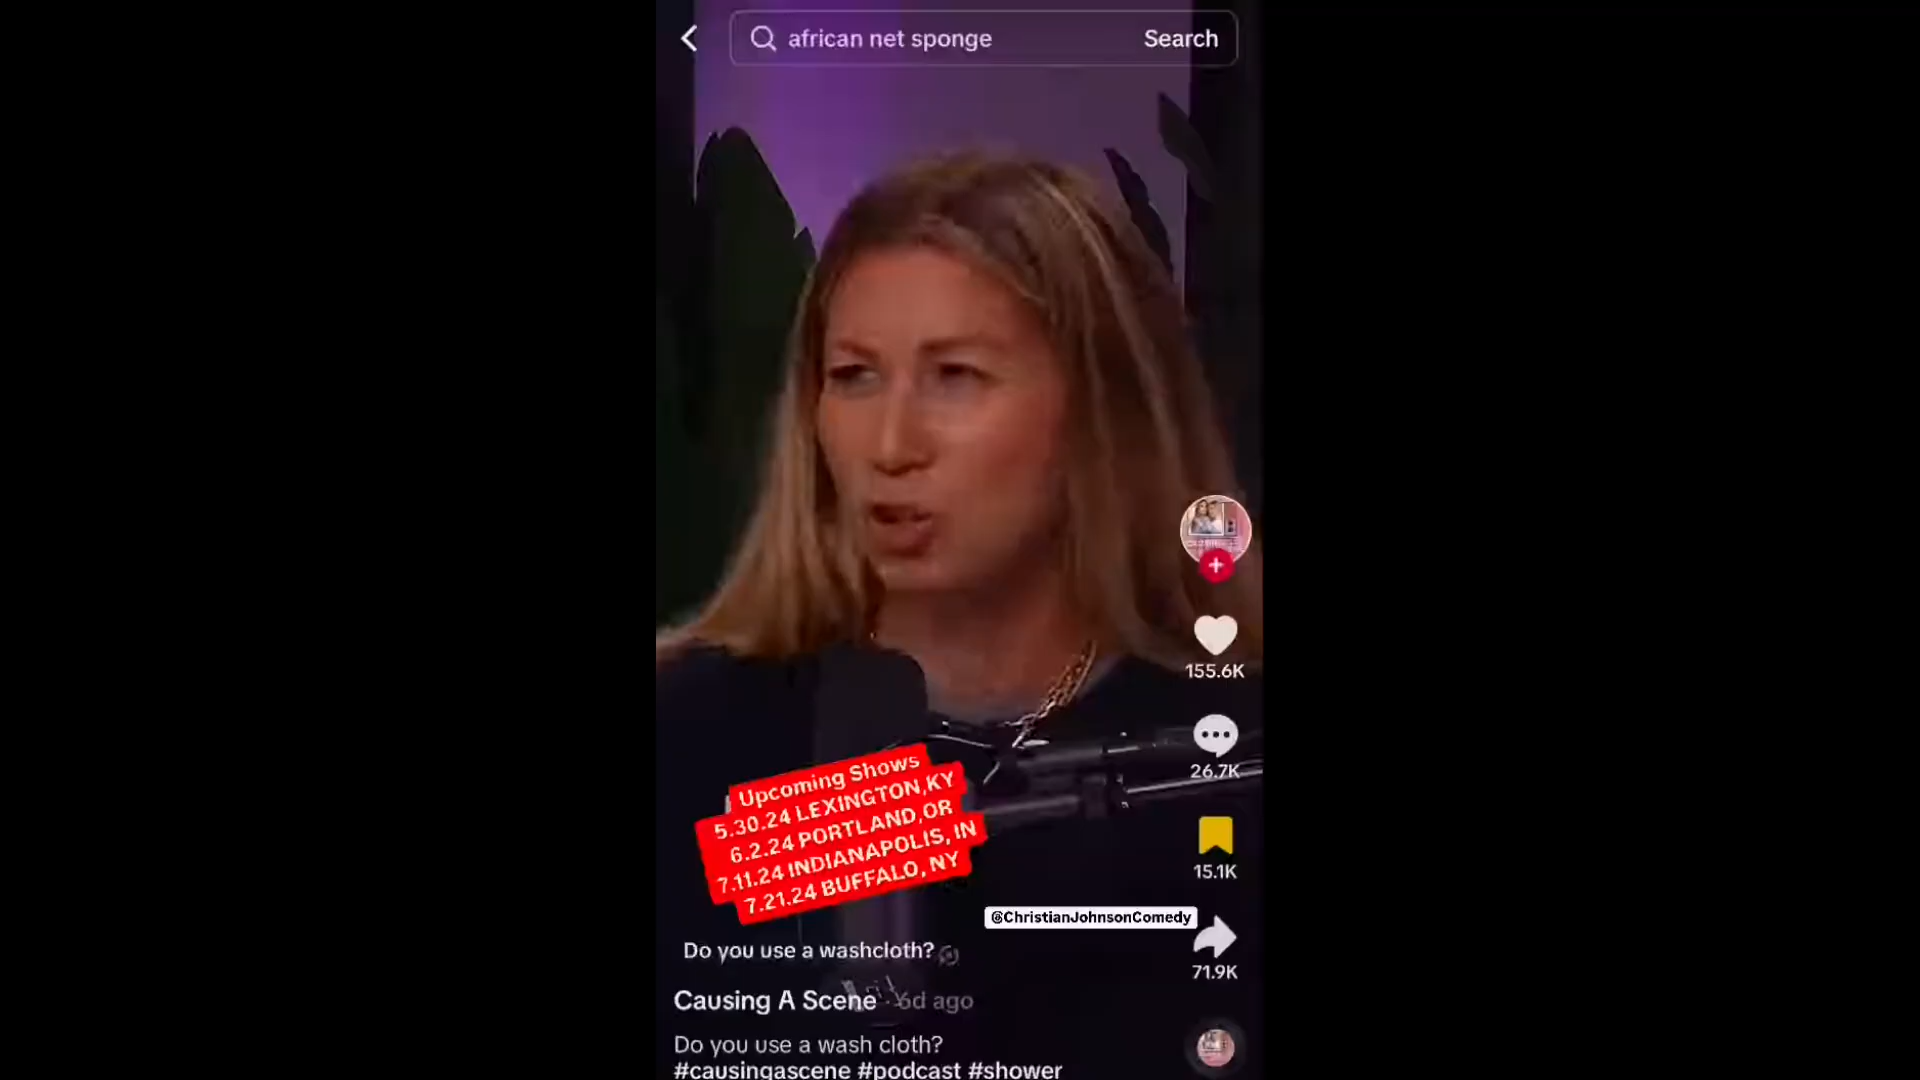 african net sponge
Search
155.6K
26.7K
15.1K
71.9K
Upcoming Shows
5.30.24 LEXINGTON,KY
6.2.24 PORTLAND,OR
7.11.24 INDIANAPOLIS, IN
7.21.24 BUFFALO, NY
@ChristianJohnsonComedy
Do you use a washcloth?
Causing A Scene · 6d ago
Do you use a wash cloth?
#causingascene #podcast #shower